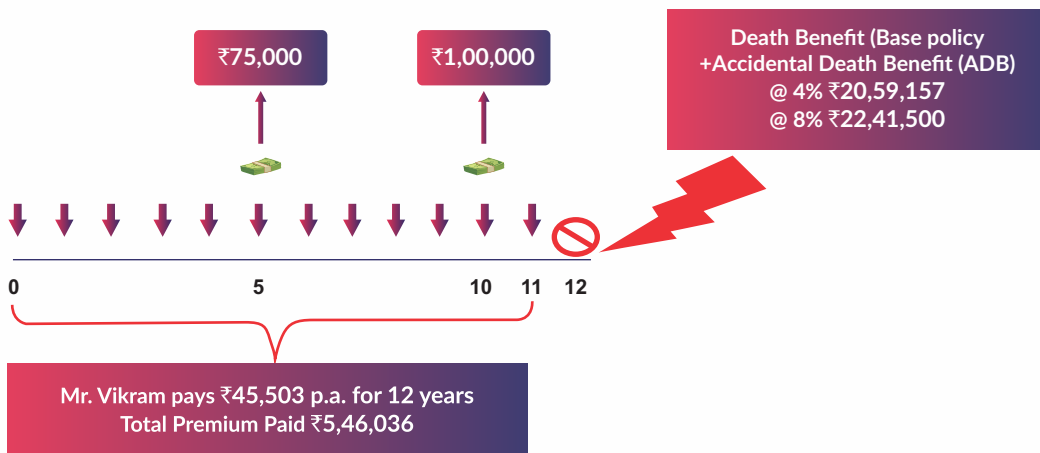 ₹75,000
₹1,00,000
Death Benefit (Base policy
+Accidental Death Benefit (ADB)
@ 4% ₹20,59,157
@ 8% ₹22,41,500
0 5 10 11 12
Mr. Vikram pays ₹45,503 p.a. for 12 years
Total Premium Paid ₹5,46,036